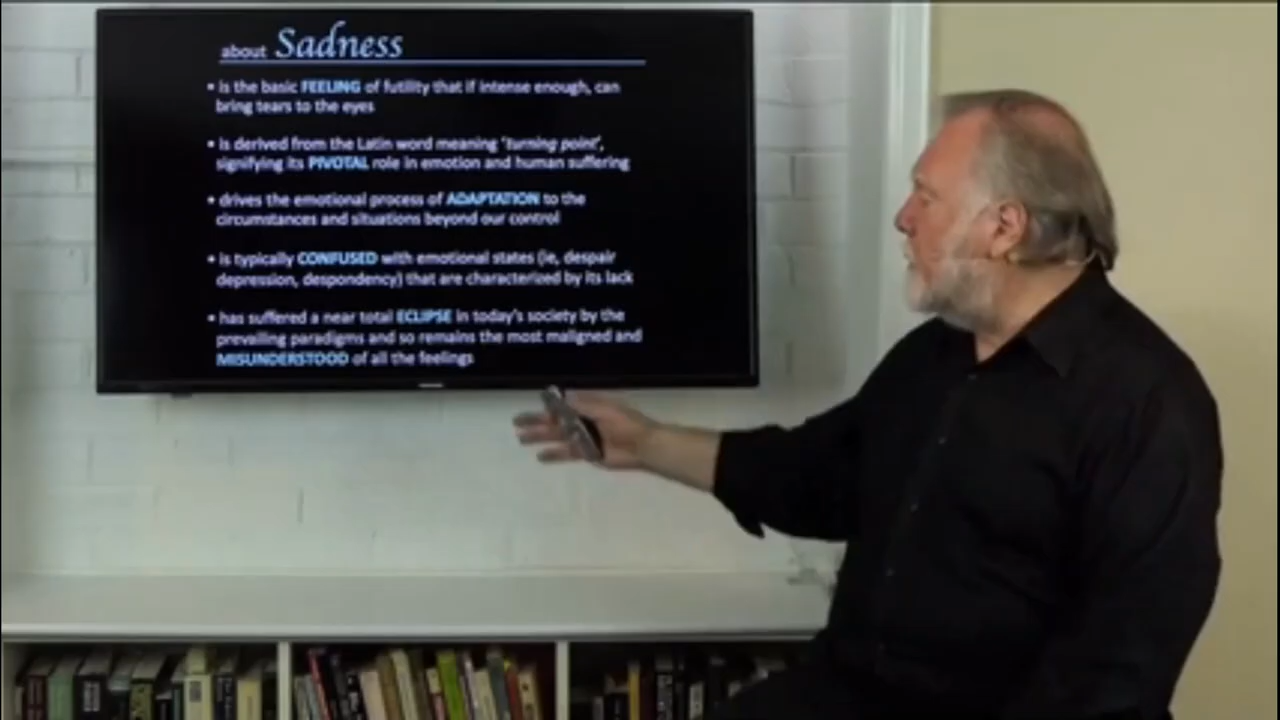 about Sadness
• is the basic FEELING of futility that if intense enough, can
bring tears to the eyes
• is derived from the Latin word meaning 'turning point',
signifying its PIVOTAL role in emotion and human suffering
• drives the emotional process of ADAPTATION to the
circumstances and situations beyond our control
• is typically CONFUSED with emotional states (ie, despair
depression, despondency) that are characterized by its lack
• has suffered a near total ECLIPSE in today's society by the
prevailing paradigms and so remains the most maligned and
MISUNDERSTOOD of all the feelings